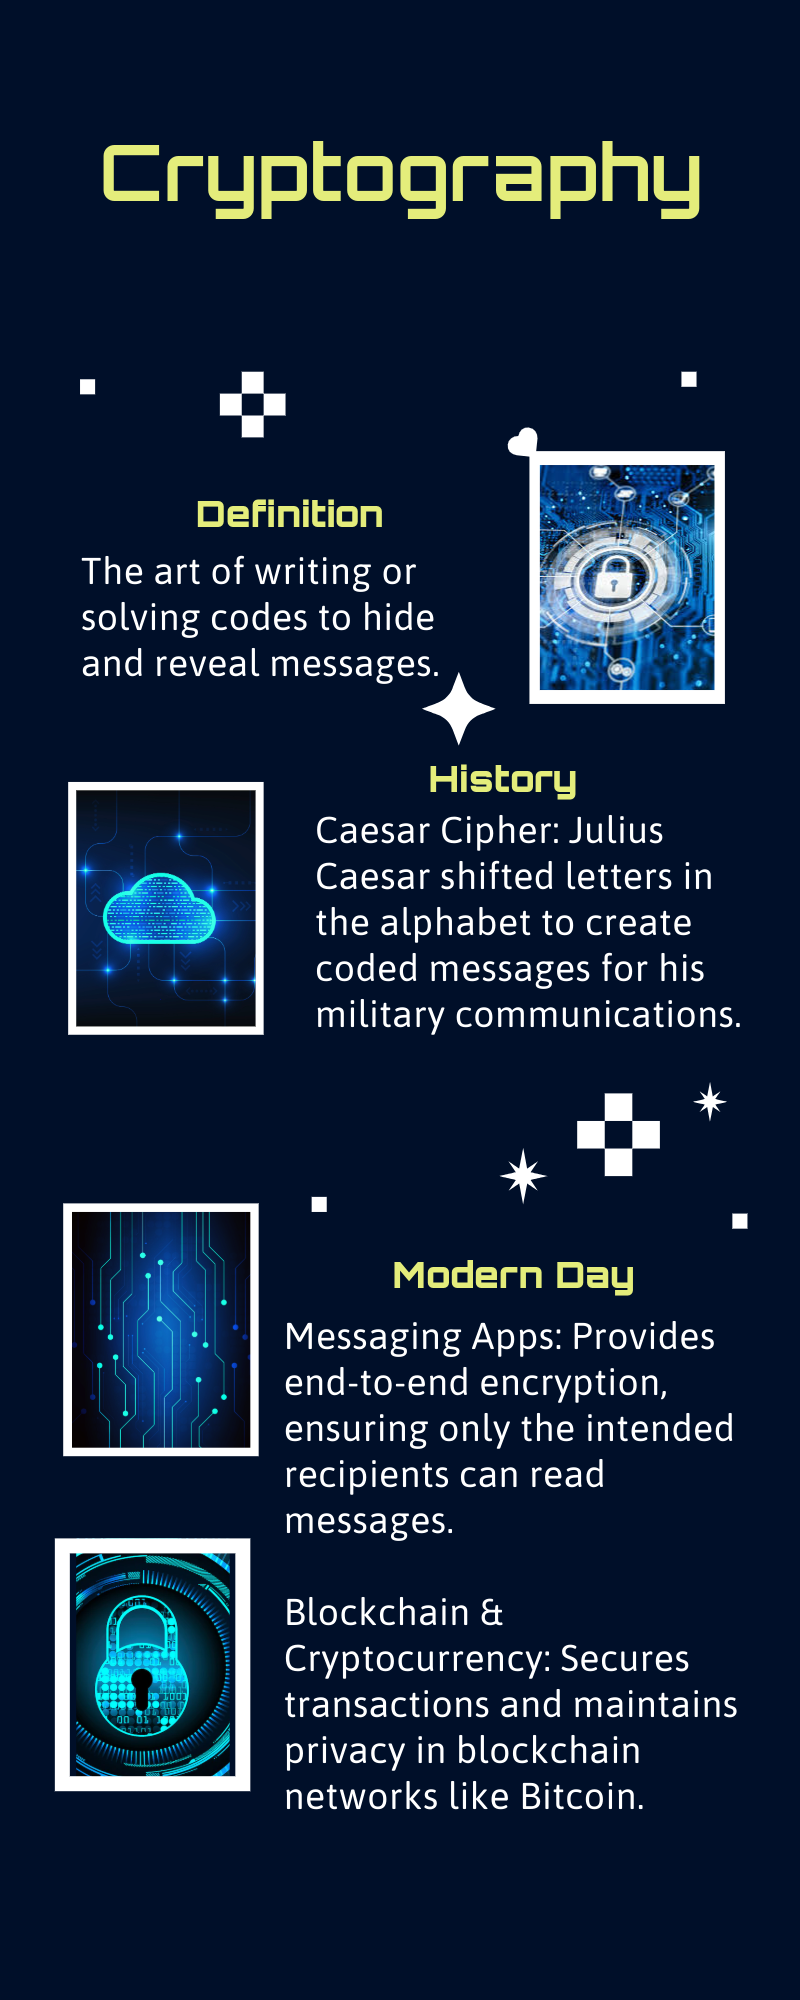 Cryptography
Definition
The art of writing or
solving codes to hide
and reveal messages.
History
Caesar Cipher: Julius
Caesar shifted letters in
the alphabet to create
coded messages for his
military communications.
Modern Day
Messaging Apps: Provides
end-to-end encryption,
ensuring only the intended
recipients can read
messages.
Blockchain &
Cryptocurrency: Secures
transactions and maintains
privacy in blockchain
networks like Bitcoin.